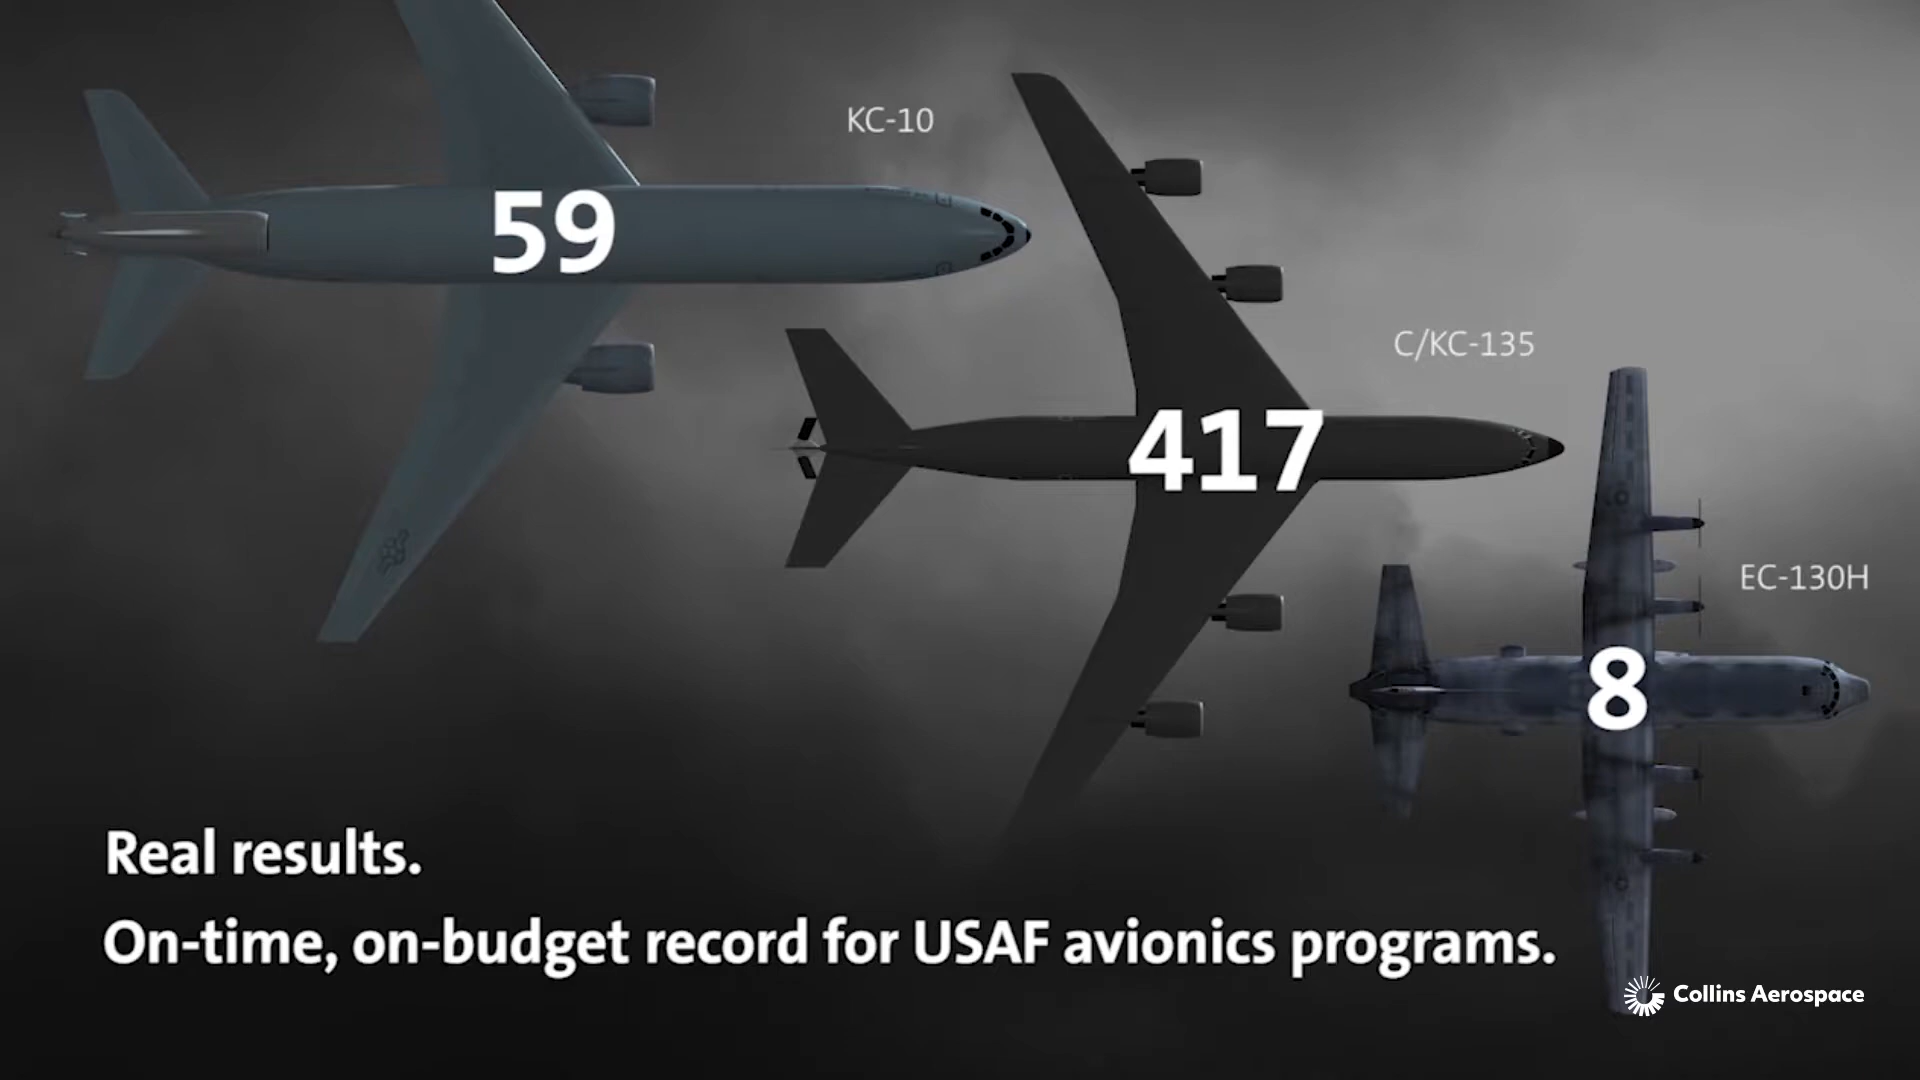 KC-10
59
C/KC-135
417
EC-130H
8
Real results.
On-time, on-budget record for USAF avionics programs.
Collins Aerospace